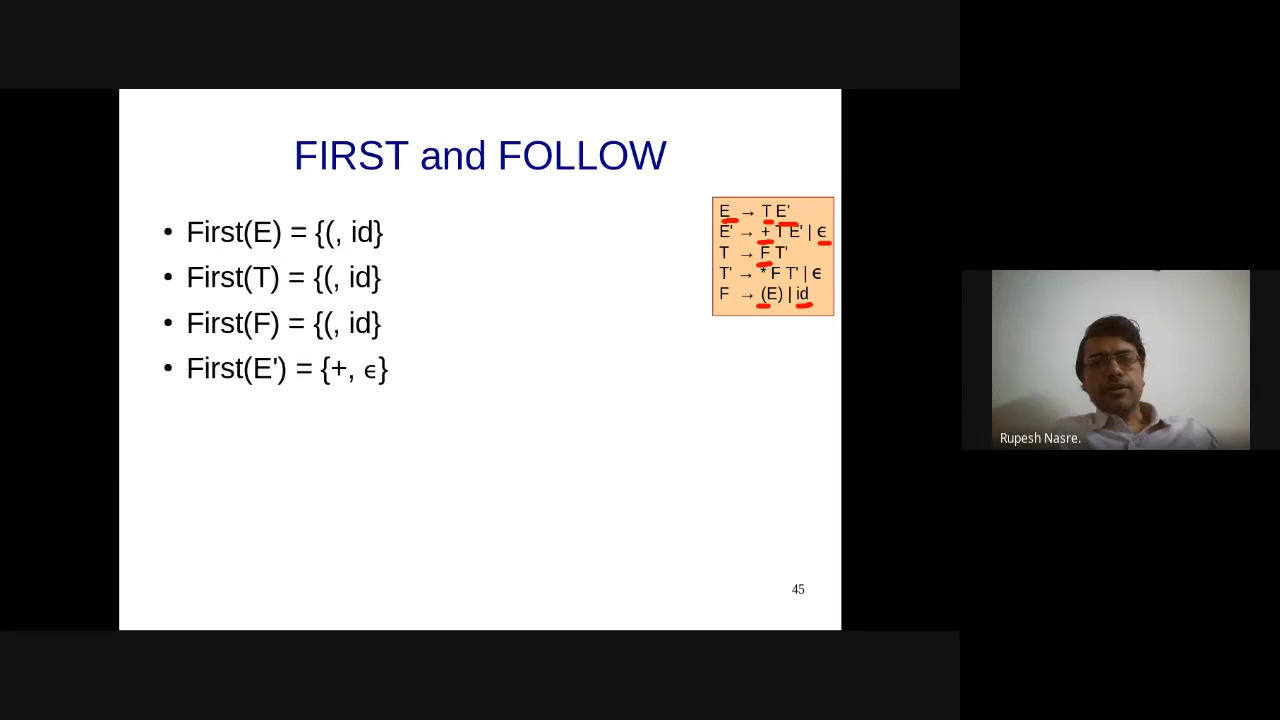 FIRST and FOLLOW
• First(E) = {(, id}
• First(T) = {(, id}
• First(F) = {(, id}
• First(E') = {+, ϵ}
E → T E'
E' → + T E' | ϵ
T → F T'
T' → * F T' | ϵ
F → (E) | id
Rupesh Nasre.
45